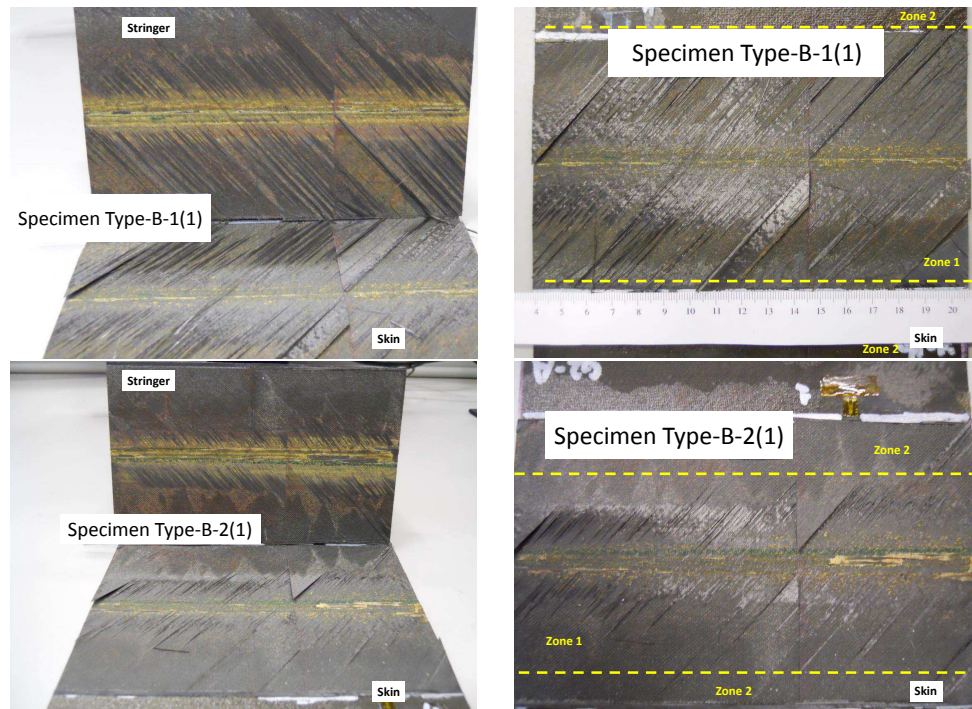 Stringer
Specimen Type-B-1(1)
Skin
Zone 2
Specimen Type-B-1(1)
Zone 1
4 5 6 7 8 9 10 11 12 13 14 15 16 17 18 19 20
Skin
Zone 2
Stringer
Specimen Type-B-2(1)
Skin
Specimen Type-B-2(1)
Zone 2
Zone 1
Zone 2
Skin